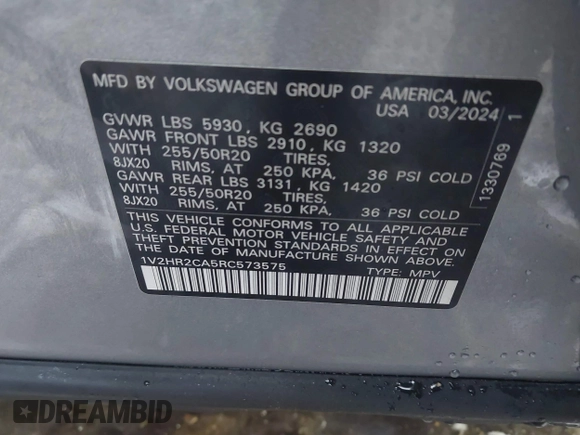 MFD BY VOLKSWAGEN GROUP OF AMERICA, INC.
USA 03/2024
GVWR LBS 5930 , KG 2690
GAWR FRONT LBS 2910 , KG 1320
WITH 255/50R20 TIRES,
8JX20 RIMS, AT 250 KPA, 36 PSI COLD
GAWR REAR LBS 3131 , KG 1420
WITH 255/50R20 TIRES,
8JX20 RIMS, AT 250 KPA, 36 PSI COLD
THIS VEHICLE CONFORMS TO ALL APPLICABLE
U.S. FEDERAL MOTOR VEHICLE SAFETY AND
THEFT PREVENTION STANDARDS IN EFFECT ON
THE DATE OF MANUFACTURE SHOWN ABOVE.
1V2HR2CA5RC573575 TYPE: MPV
1330769 1
DREAMBID